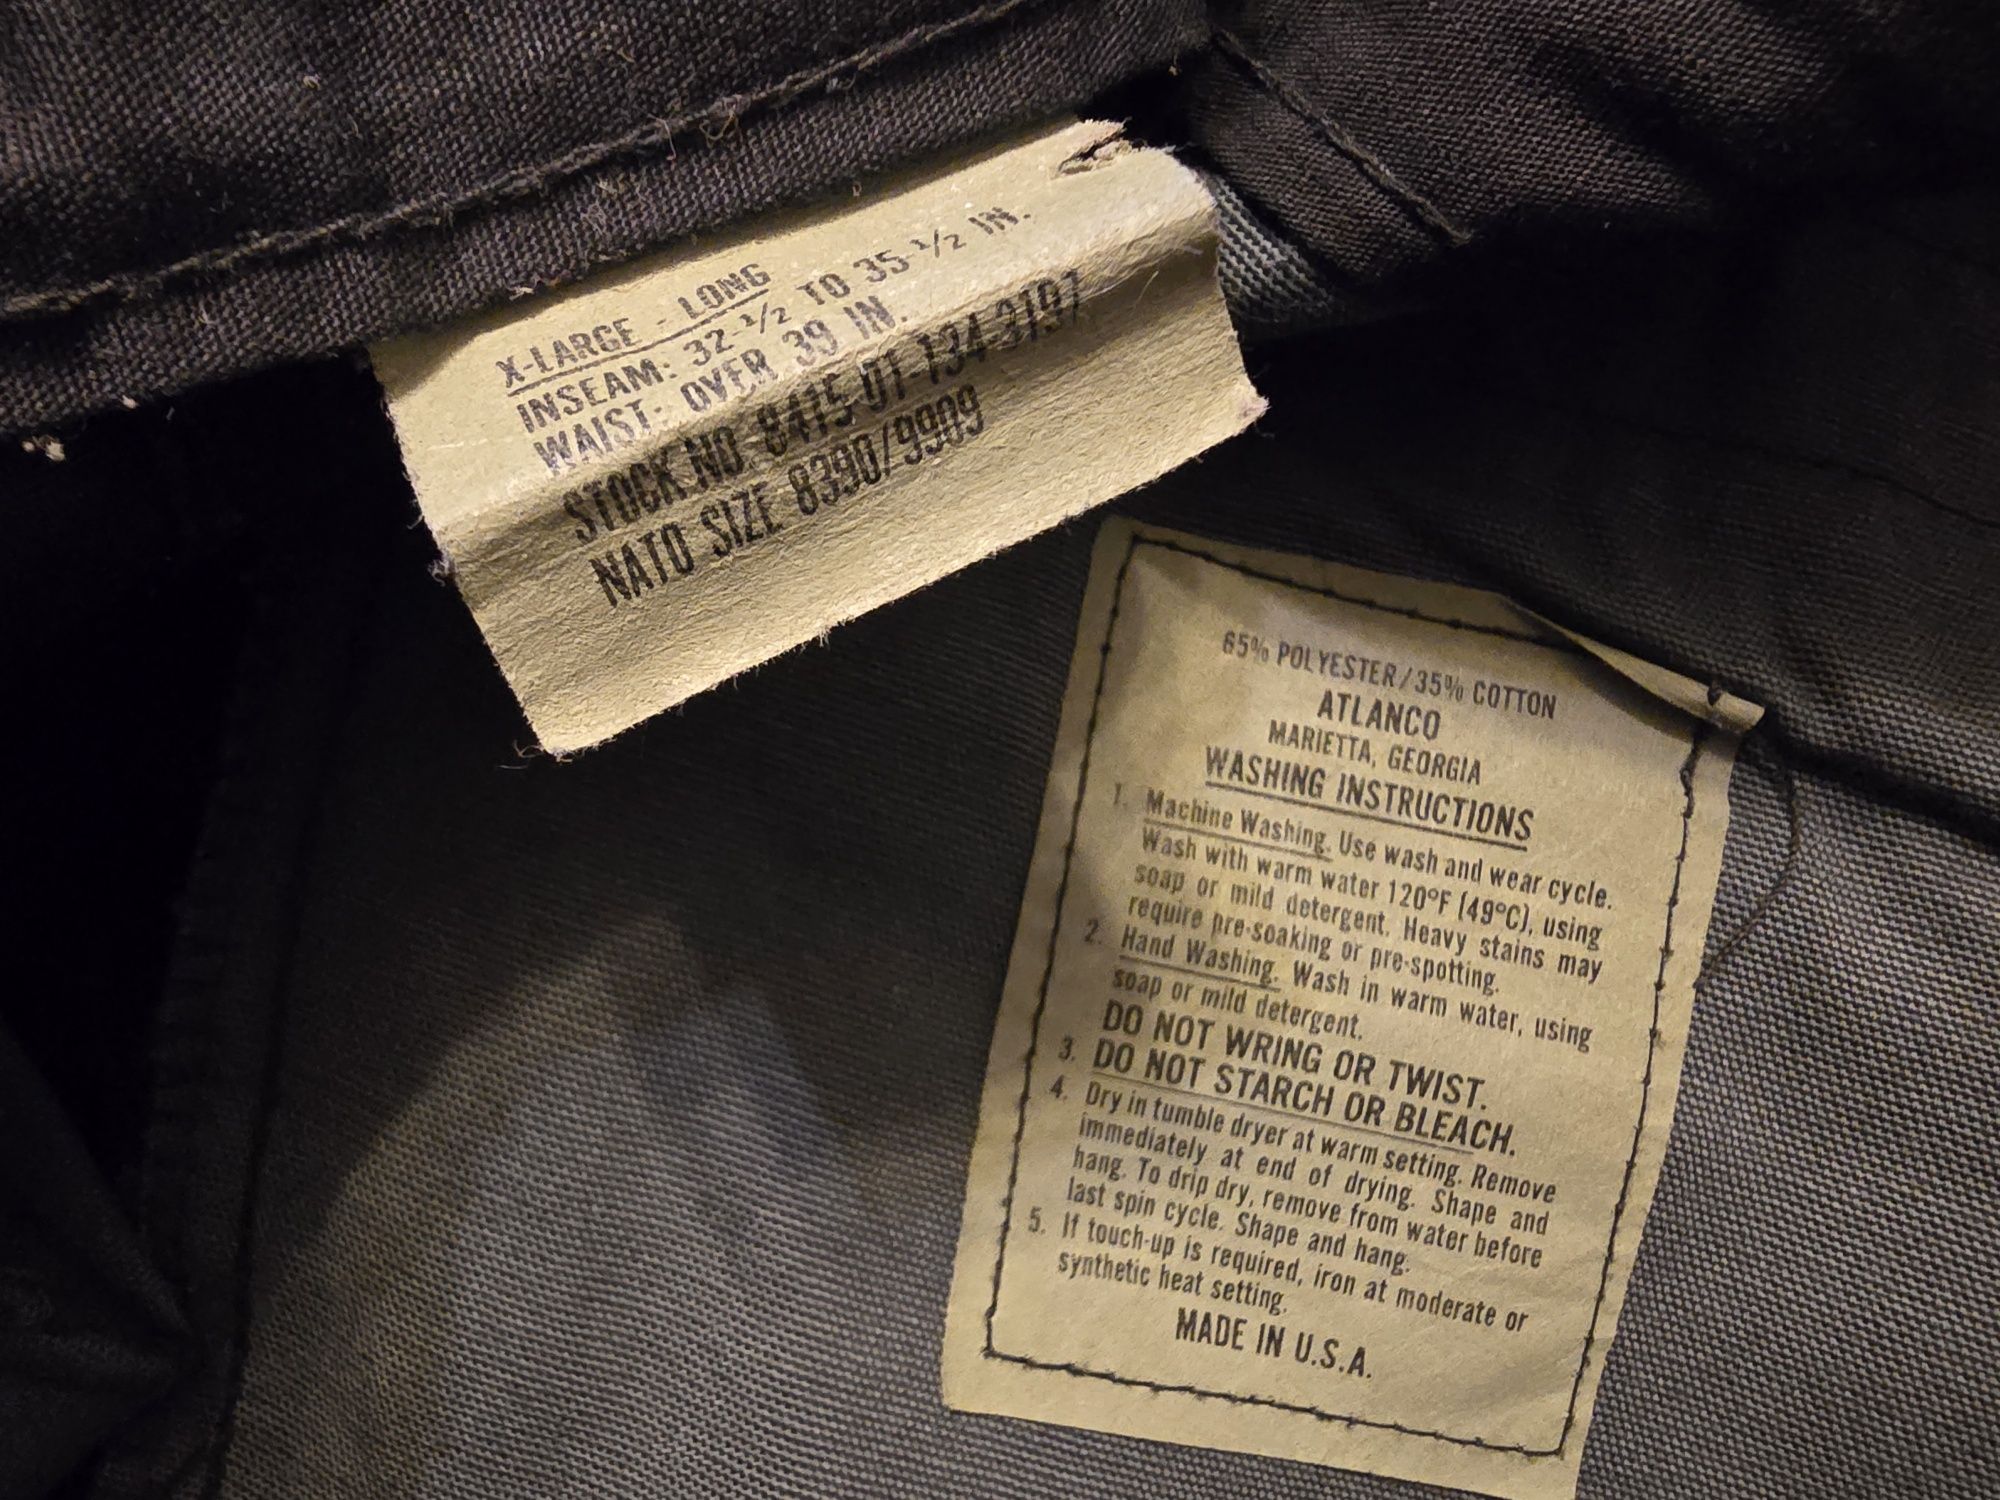 X-LARGE - LONG
INSEAM: 32-1/2 TO 35-1/2 IN.
WAIST: OVER 39 IN.
STOCK NO. 8415-01-134-3197
NATO SIZE 8390/9909
65% POLYESTER/35% COTTON
ATLANCO
MARIETTA, GEORGIA
WASHING INSTRUCTIONS
1. Machine Washing. Use wash and wear cycle.
Wash with warm water 120°F (49°C), using
soap or mild detergent. Heavy stains may
require pre-soaking or pre-spotting.
2. Hand Washing. Wash in warm water, using
soap or mild detergent.
DO NOT WRING OR TWIST.
3. DO NOT STARCH OR BLEACH.
4. Dry in tumble dryer at warm setting. Remove
immediately at end of drying. Shape and
hang. To drip dry, remove from water before
last spin cycle. Shape and hang.
5. If touch-up is required, iron at moderate or
synthetic heat setting.
MADE IN U.S.A.